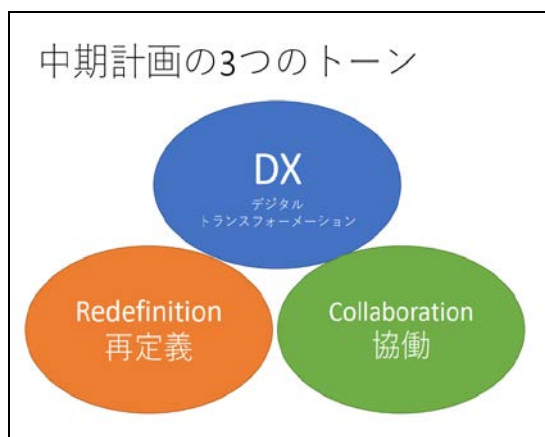 中期計画の3つのトーン
DX
デジタル
トランスフォーメーション
Redefinition
再定義
Collaboration
協働